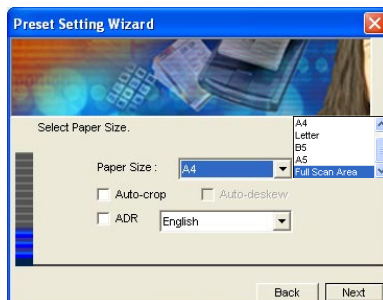 Preset Setting Wizard
Select Paper Size.
A4
Letter
B5
A5
Full Scan Area
Paper Size :
A4
Auto-crop
Auto-deskew
ADR
English
Back
Next